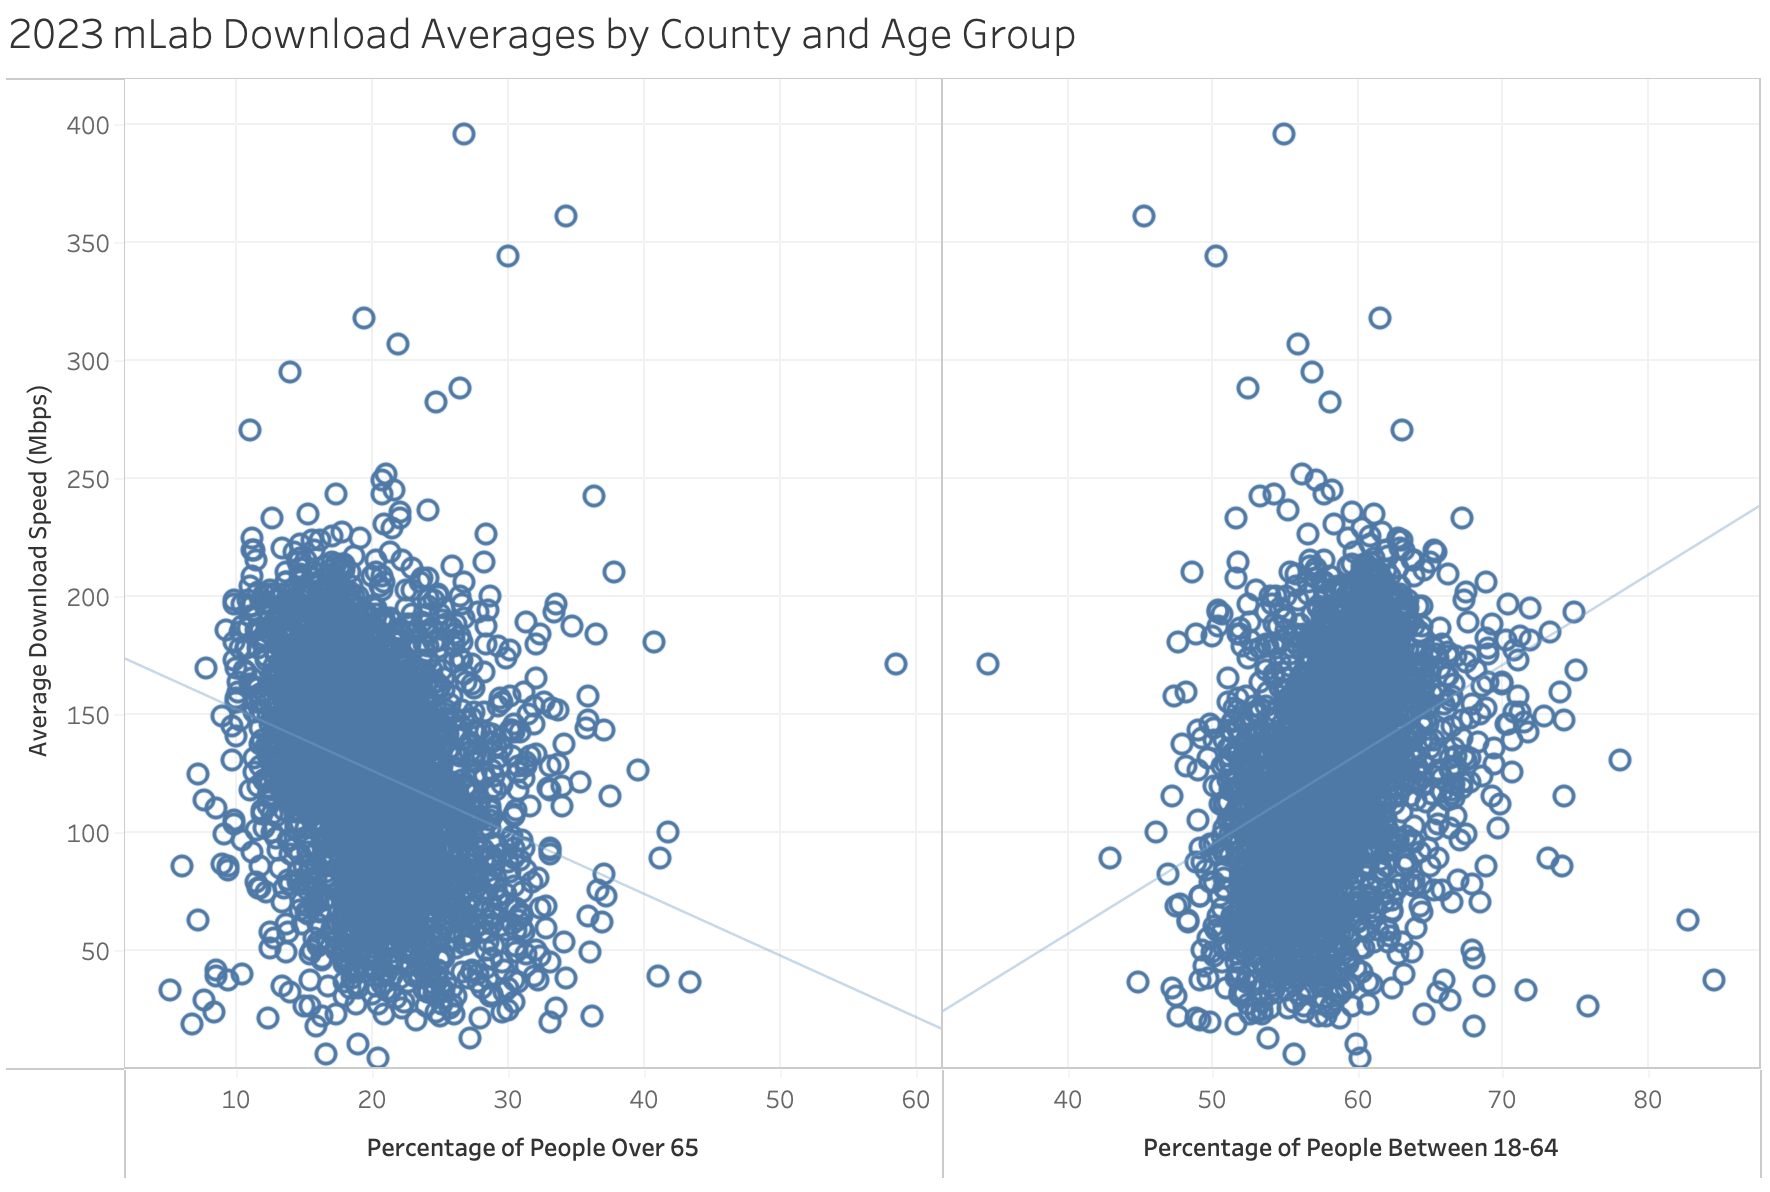 2023 mLab Download Averages by County and Age Group
Average Download Speed (Mbps)
400
350
300
250
200
150
100
50
10 20 30 40 50 60 40 50 60 70 80
Percentage of People Over 65 Percentage of People Between 18-64